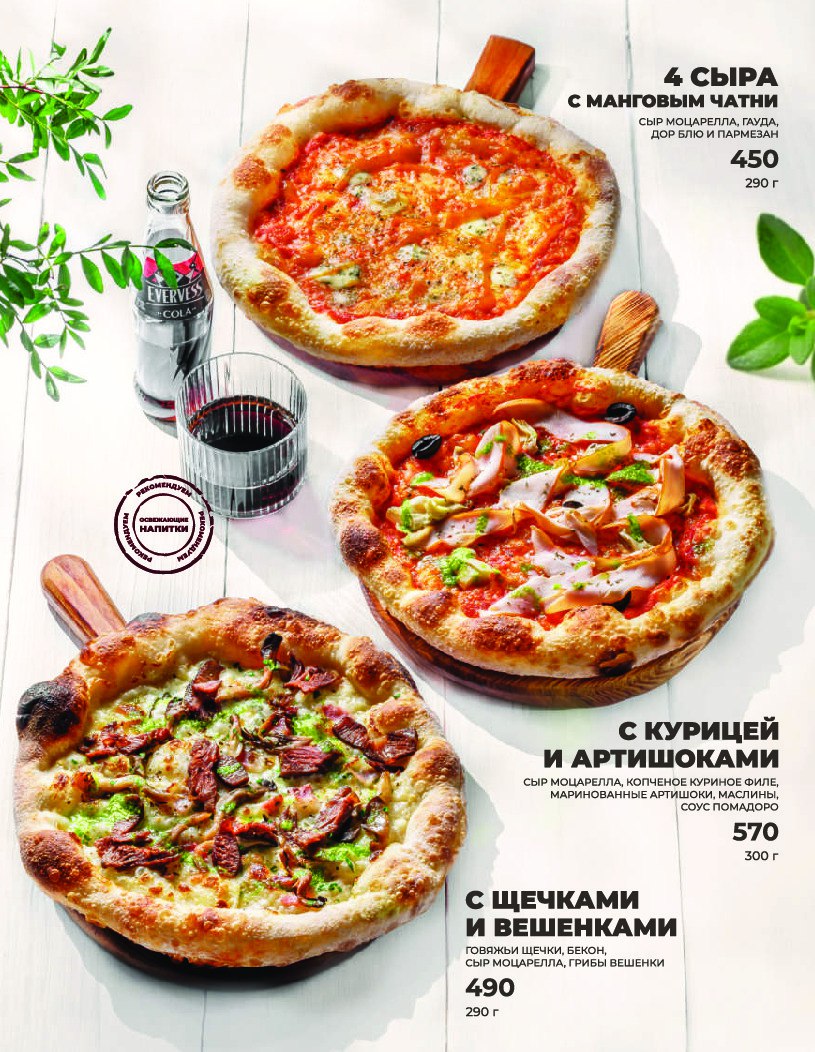 4 СЫРА
С МАНГОВЫМ ЧАТНИ
СЫР МОЦАРЕЛЛА, ГАУДА,
ДОР БЛЮ И ПАРМЕЗАН
450
290 г
EVERVESS
COLA
РЕКОМЕНДУЕМ
РЕКОМЕНДУЕМ
РЕКОМЕНДУЕМ
ОСВЕЖАЮЩИЕ
НАПИТКИ
С КУРИЦЕЙ
И АРТИШОКАМИ
СЫР МОЦАРЕЛЛА, КОПЧЕНОЕ КУРИНОЕ ФИЛЕ,
МАРИНОВАННЫЕ АРТИШОКИ, МАСЛИНЫ,
СОУС ПОМАДОРО
570
300 г
С ЩЕЧКАМИ
И ВЕШЕНКАМИ
ГОВЯЖЬИ ЩЕЧКИ, БЕКОН,
СЫР МОЦАРЕЛЛА, ГРИБЫ ВЕШЕНКИ
490
290 г